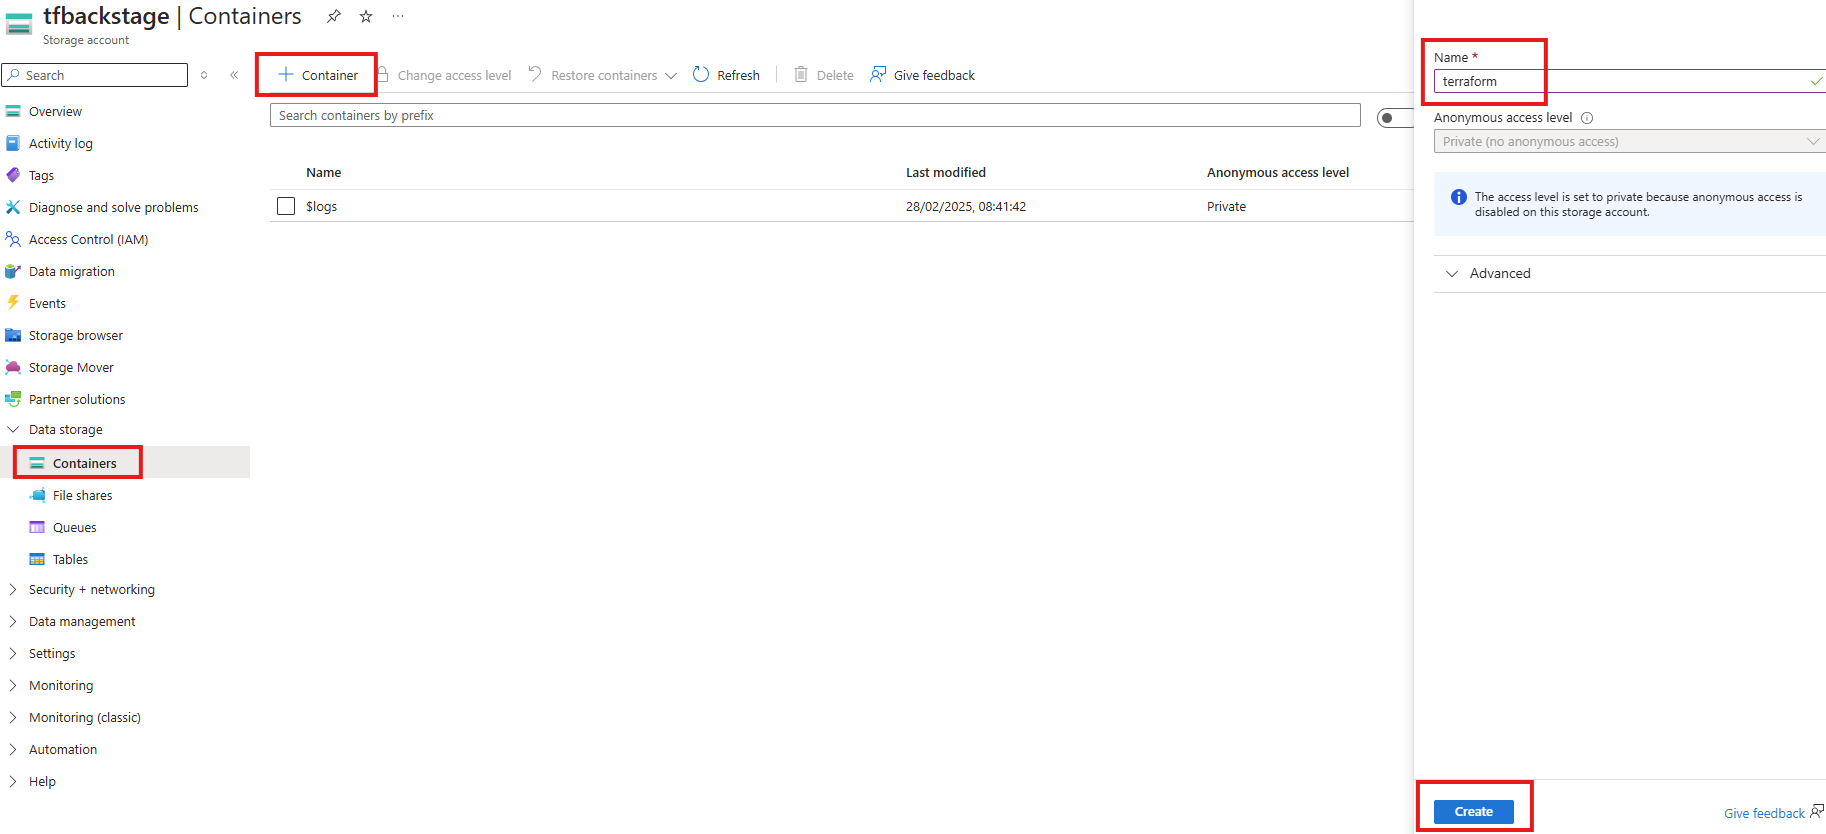 tfbackstage | Containers
Storage account
Search
Overview
Activity log
Tags
Diagnose and solve problems
Access Control (IAM)
Data migration
Events
Storage browser
Storage Mover
Partner solutions
Data storage
Containers
File shares
Queues
Tables
Security + networking
Data management
Settings
Monitoring
Monitoring (classic)
Automation
Help
Container Change access level Restore containers Refresh Delete Give feedback
Search containers by prefix
Name Last modified Anonymous access level
$logs 28/02/2025, 08:41:42 Private
Name *
terraform
Anonymous access level
Private (no anonymous access)
The access level is set to private because anonymous access is
disabled on this storage account.
Advanced
Create
Give feedback